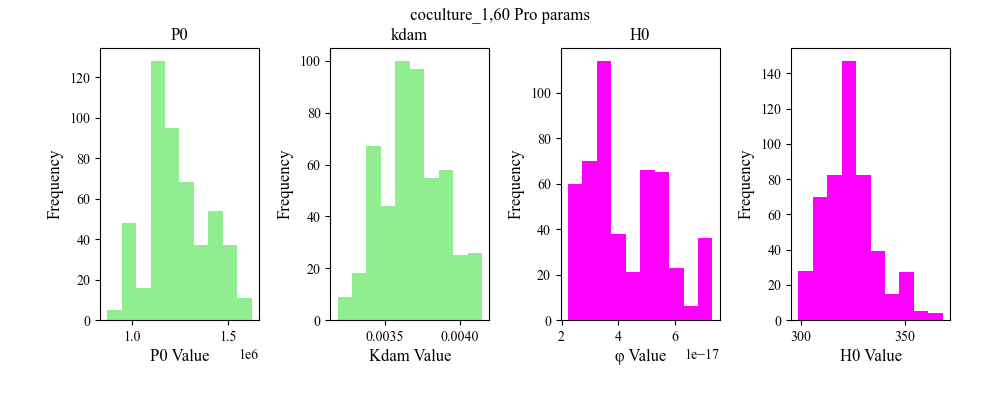 coculture_1,60 Pro params
P0
kdam
H0
120
100
80
60
40
20
0
Frequency
1.0
1.5
P0 Value
1e6
100
80
60
40
20
0
Frequency
0.0035
0.0040
Kdam Value
100
80
60
40
20
0
Frequency
2
4
6
φ Value
1e−17
140
120
100
80
60
40
20
0
Frequency
300
350
H0 Value